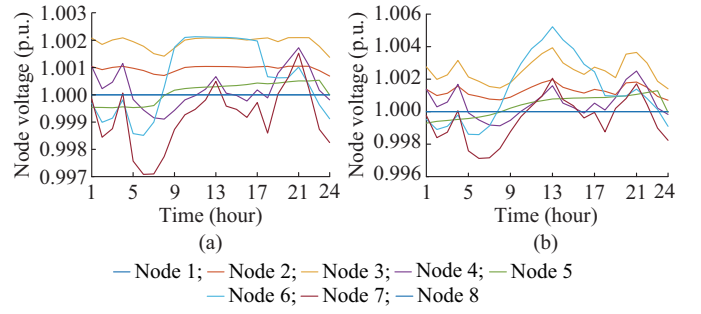 Node voltage (p.u.)
1.003
1.002
1.001
1.000
0.999
0.998
0.997
1 5 9 13 17 21 24
Time (hour)
(a)
Node voltage (p.u.)
1.006
1.004
1.002
1.000
0.998
0.996
1 5 9 13 17 21 24
Time (hour)
(b)
Node 1; Node 2; Node 3; Node 4; Node 5
Node 6; Node 7; Node 8